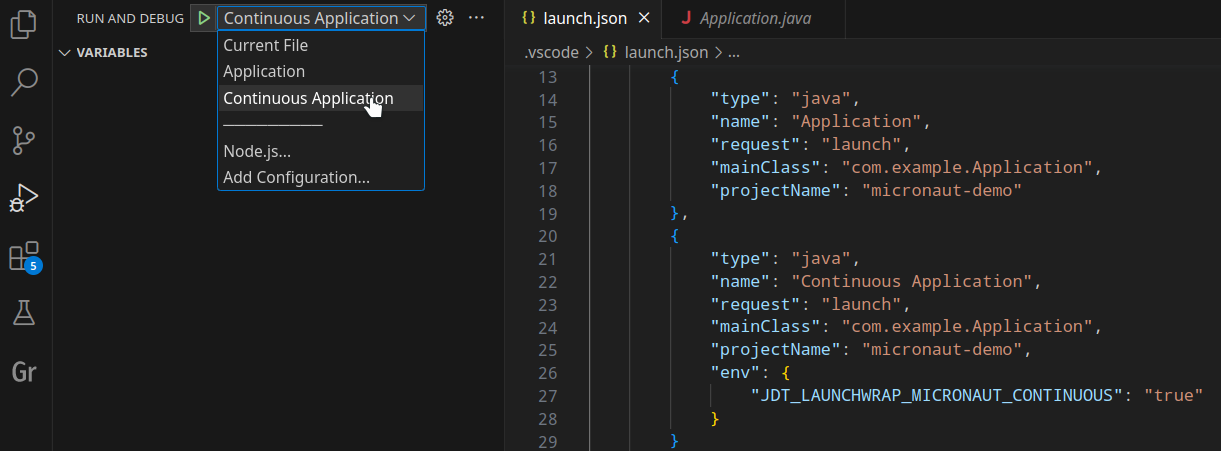 RUN AND DEBUG
Continuous Application
Current File
Application
Continuous Application
Node.js...
Add Configuration...
VARIABLES
5
Gr
{} launch.json
J Application.java
.vscode > {} launch.json > ...
13 {
14 "type": "java",
15 "name": "Application",
16 "request": "launch",
17 "mainClass": "com.example.Application",
18 "projectName": "micronaut-demo"
19 },
20 {
21 "type": "java",
22 "name": "Continuous Application",
23 "request": "launch",
24 "mainClass": "com.example.Application",
25 "projectName": "micronaut-demo",
26 "env": {
27 "JDT_LAUNCHWRAP_MICRONAUT_CONTINUOUS": "true"
28 }
29 }